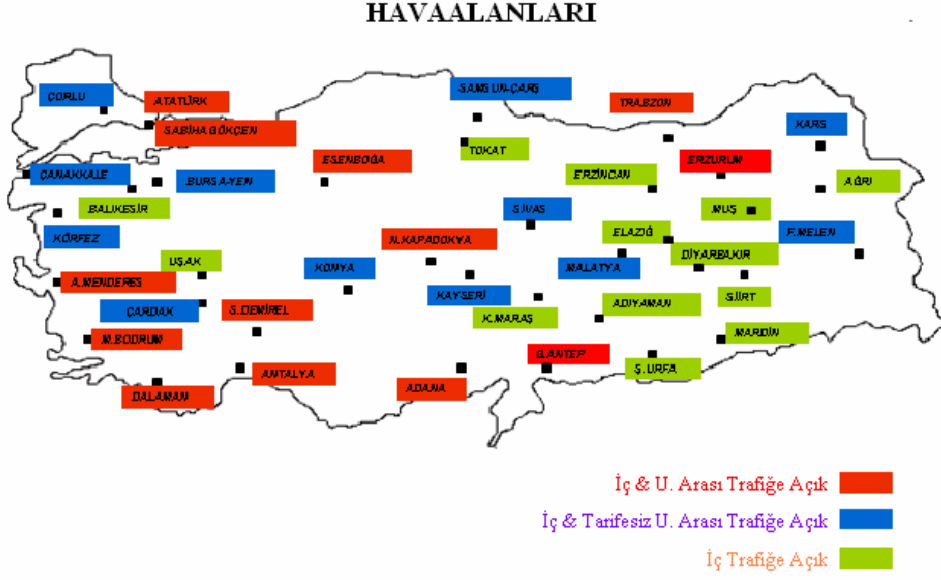 HAVAALANLARI
ÇORLU
ATATÜRK
SAMSUN-ÇARŞ
TRABZON
SABİHA GÖKÇEN
KARS
TOKAT
ESENBOĞA
ERZURUM
ÇANAKKALE
BURSA-YEN
ERZİNCAN
AĞRI
BALIKESİR
SİVAS
MUŞ
KÖRFEZ
N.KAPADOKYA
ELAZIĞ
F.MELEN
UŞAK
KONYA
MALATYA
DİYARBAKIR
A.MENDERES
KAYSERİ
SİİRT
ÇARDAK
S.DEMİREL
K.MARAŞ
ADIYAMAN
M.BODRUM
MARDİN
G.ANTEP
Ş.URFA
ANTALYA
ADANA
DALAMAN
İç & U. Arası Trafiğe Açık
İç & Tarifesiz U. Arası Trafiğe Açık
İç Trafiğe Açık